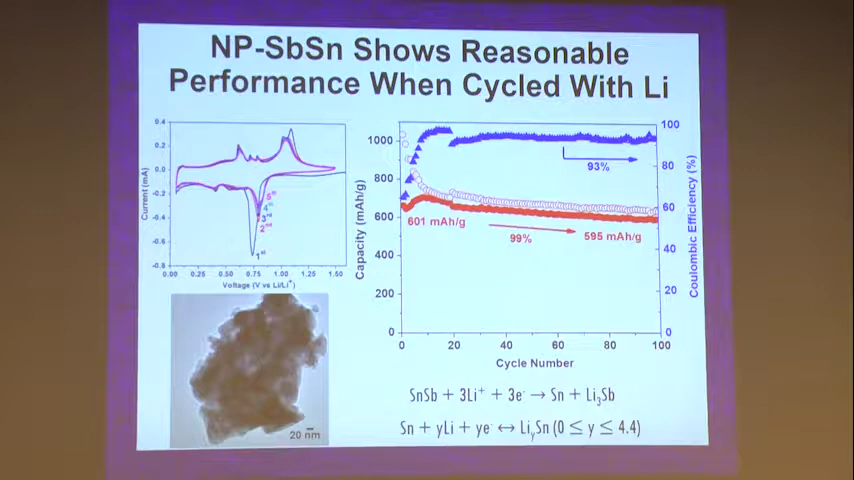 NP-SbSn Shows Reasonable
Performance When Cycled With Li
0.4
0.2
0.0
-0.2
-0.4
-0.6
-0.8
Current (mA)
5th
4th
3rd
2nd
1st
0.00 0.25 0.50 0.75 1.00 1.25 1.50
Voltage (V vs Li/Li+)
20 nm
1000
800
600
400
200
0
Capacity (mAh/g)
100
80
60
40
20
0
Coulombic Efficiency (%)
93%
601 mAh/g
99%
595 mAh/g
0 20 40 60 80 100
Cycle Number
SnSb + 3Li⁺ + 3e⁻ → Sn + Li₃Sb
Sn + yLi + ye⁻ ↔ LiᵧSn (0 ≤ y ≤ 4.4)